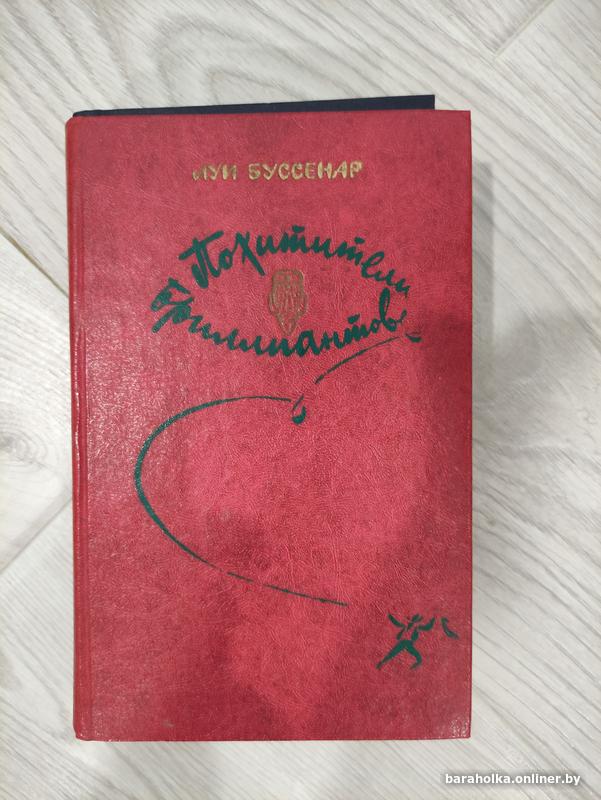 ЛУИ БУССЕНАР
Похитители
бриллиантов
baraholka.onliner.by